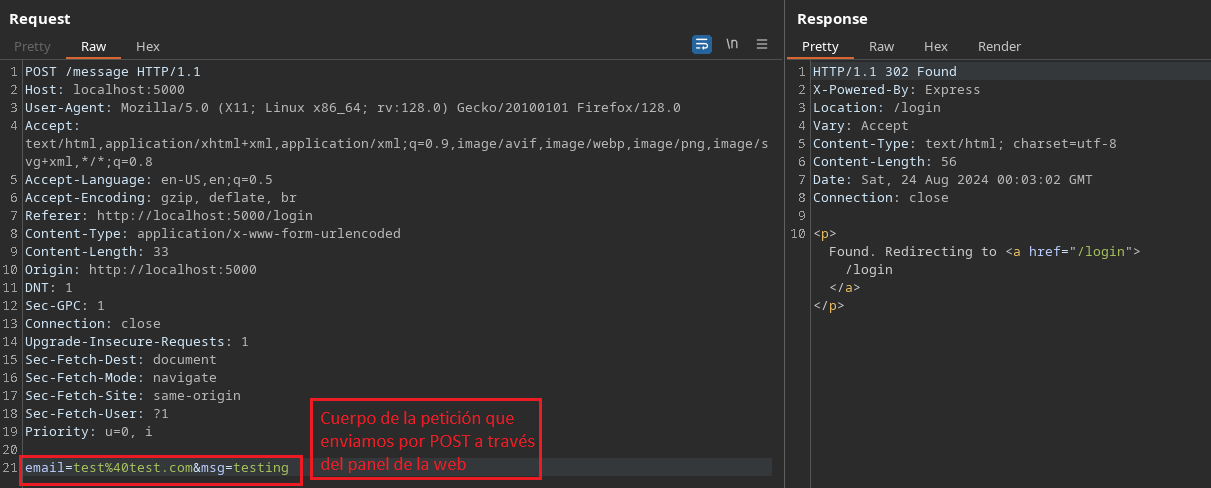 Request
Pretty Raw Hex
\n
1 POST /message HTTP/1.1
2 Host: localhost:5000
3 User-Agent: Mozilla/5.0 (X11; Linux x86_64; rv:128.0) Gecko/20100101 Firefox/128.0
4 Accept:
text/html,application/xhtml+xml,application/xml;q=0.9,image/avif,image/webp,image/png,image/s
vg+xml,*/*;q=0.8
5 Accept-Language: en-US,en;q=0.5
6 Accept-Encoding: gzip, deflate, br
7 Referer: http://localhost:5000/login
8 Content-Type: application/x-www-form-urlencoded
9 Content-Length: 33
10 Origin: http://localhost:5000
11 DNT: 1
12 Sec-GPC: 1
13 Connection: close
14 Upgrade-Insecure-Requests: 1
15 Sec-Fetch-Dest: document
16 Sec-Fetch-Mode: navigate
17 Sec-Fetch-Site: same-origin
18 Sec-Fetch-User: ?1
19 Priority: u=0, i
20
21 email=test%40test.com&msg=testing
Cuerpo de la petición que
enviamos por POST a través
del panel de la web
Response
Pretty Raw Hex Render
1 HTTP/1.1 302 Found
2 X-Powered-By: Express
3 Location: /login
4 Vary: Accept
5 Content-Type: text/html; charset=utf-8
6 Content-Length: 56
7 Date: Sat, 24 Aug 2024 00:03:02 GMT
8 Connection: close
9
10 <p>
Found. Redirecting to <a href="/login">
/login
</a>
</p>